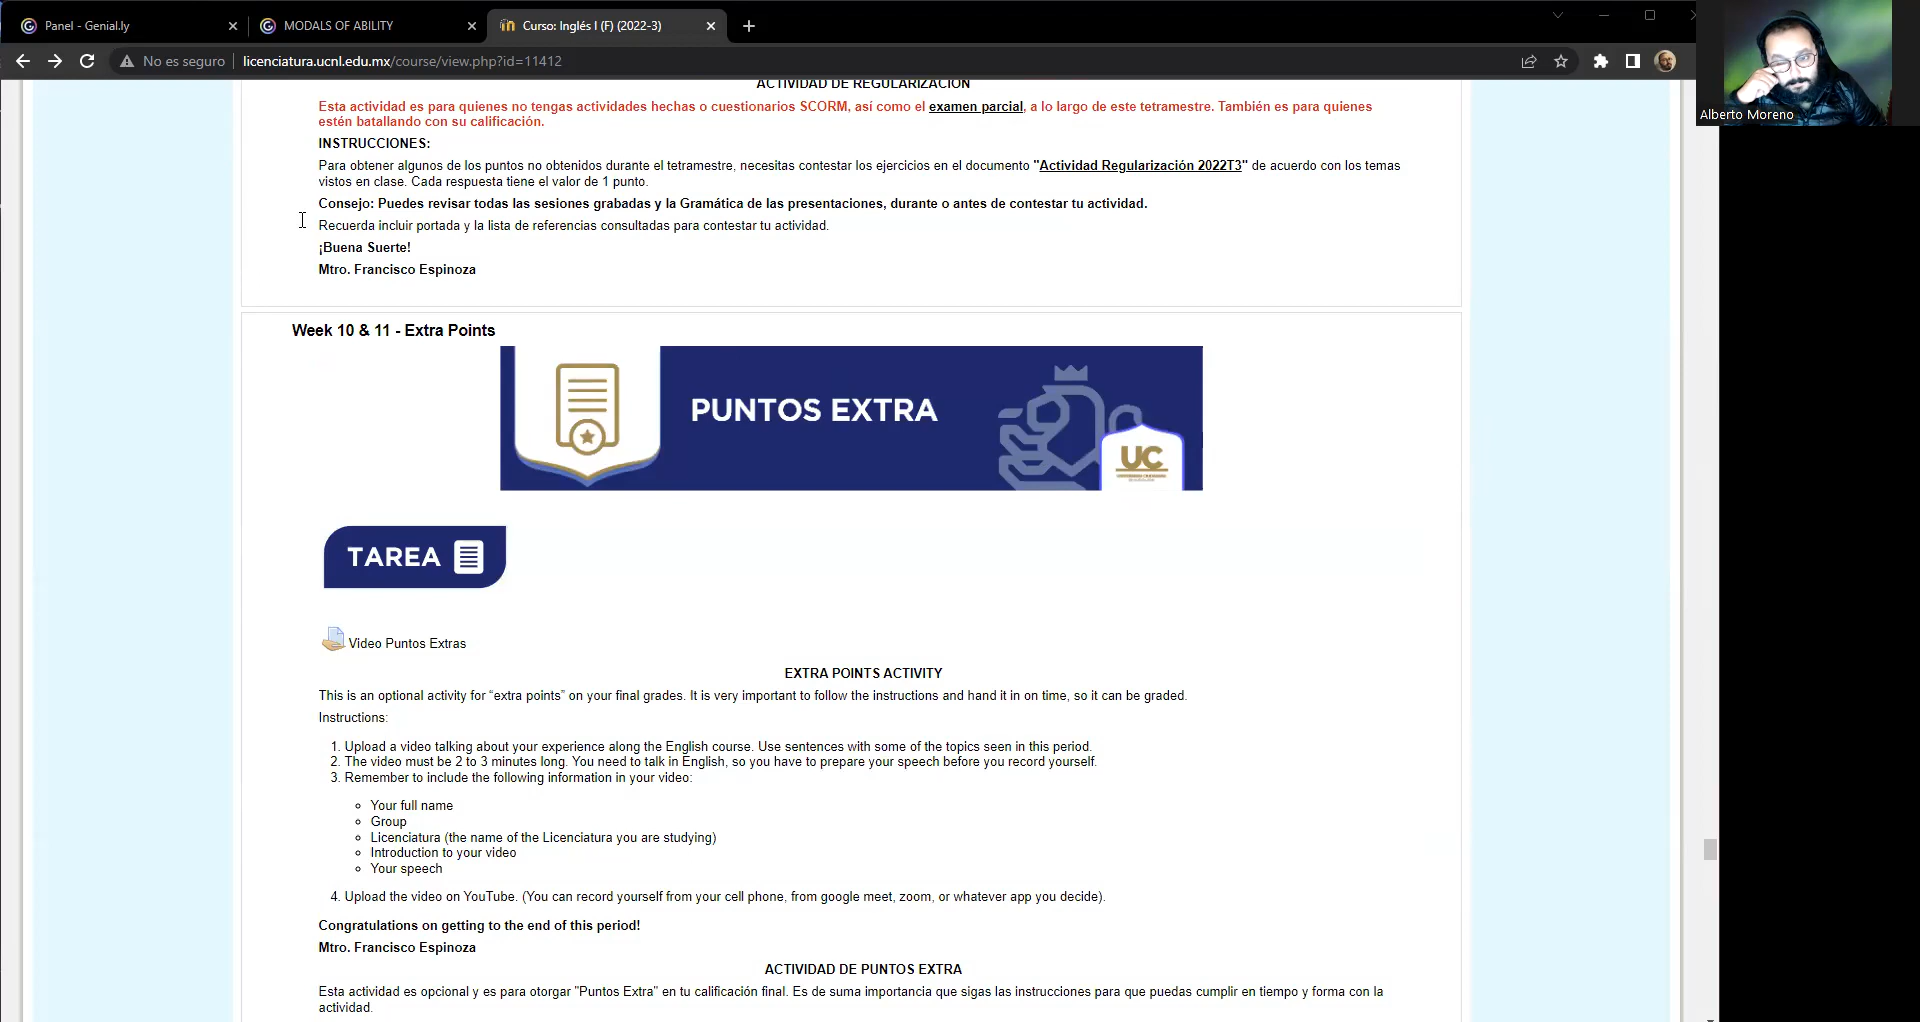 Panel - Genial.ly
MODALS OF ABILITY
Curso: Inglés I (F) (2022-3)
No es seguro
licenciatura.ucnl.edu.mx/course/view.php?id=11412
Alberto Moreno
ACTIVIDAD DE REGULARIZACIÓN
Esta actividad es para quienes no tengas actividades hechas o cuestionarios SCORM, así como el examen parcial, a lo largo de este tetramestre. También es para quienes
estén batallando con su calificación.
INSTRUCCIONES:
Para obtener algunos de los puntos no obtenidos durante el tetramestre, necesitas contestar los ejercicios en el documento "Actividad Regularización 2022T3" de acuerdo con los temas
vistos en clase. Cada respuesta tiene el valor de 1 punto.
Consejo: Puedes revisar todas las sesiones grabadas y la Gramática de las presentaciones, durante o antes de contestar tu actividad.
Recuerda incluir portada y la lista de referencias consultadas para contestar tu actividad.
¡Buena Suerte!
Mtro. Francisco Espinoza
Week 10 & 11 - Extra Points
PUNTOS EXTRA
UC
TAREA
Video Puntos Extras
EXTRA POINTS ACTIVITY
This is an optional activity for “extra points” on your final grades. It is very important to follow the instructions and hand it in on time, so it can be graded.
Instructions:
1. Upload a video talking about your experience along the English course. Use sentences with some of the topics seen in this period.
2. The video must be 2 to 3 minutes long. You need to talk in English, so you have to prepare your speech before you record yourself.
3. Remember to include the following information in your video:
Your full name
Group
Licenciatura (the name of the Licenciatura you are studying)
Introduction to your video
Your speech
4. Upload the video on YouTube. (You can record yourself from your cell phone, from google meet, zoom, or whatever app you decide).
Congratulations on getting to the end of this period!
Mtro. Francisco Espinoza
ACTIVIDAD DE PUNTOS EXTRA
Esta actividad es opcional y es para otorgar "Puntos Extra" en tu calificación final. Es de suma importancia que sigas las instrucciones para que puedas cumplir en tiempo y forma con la
actividad.